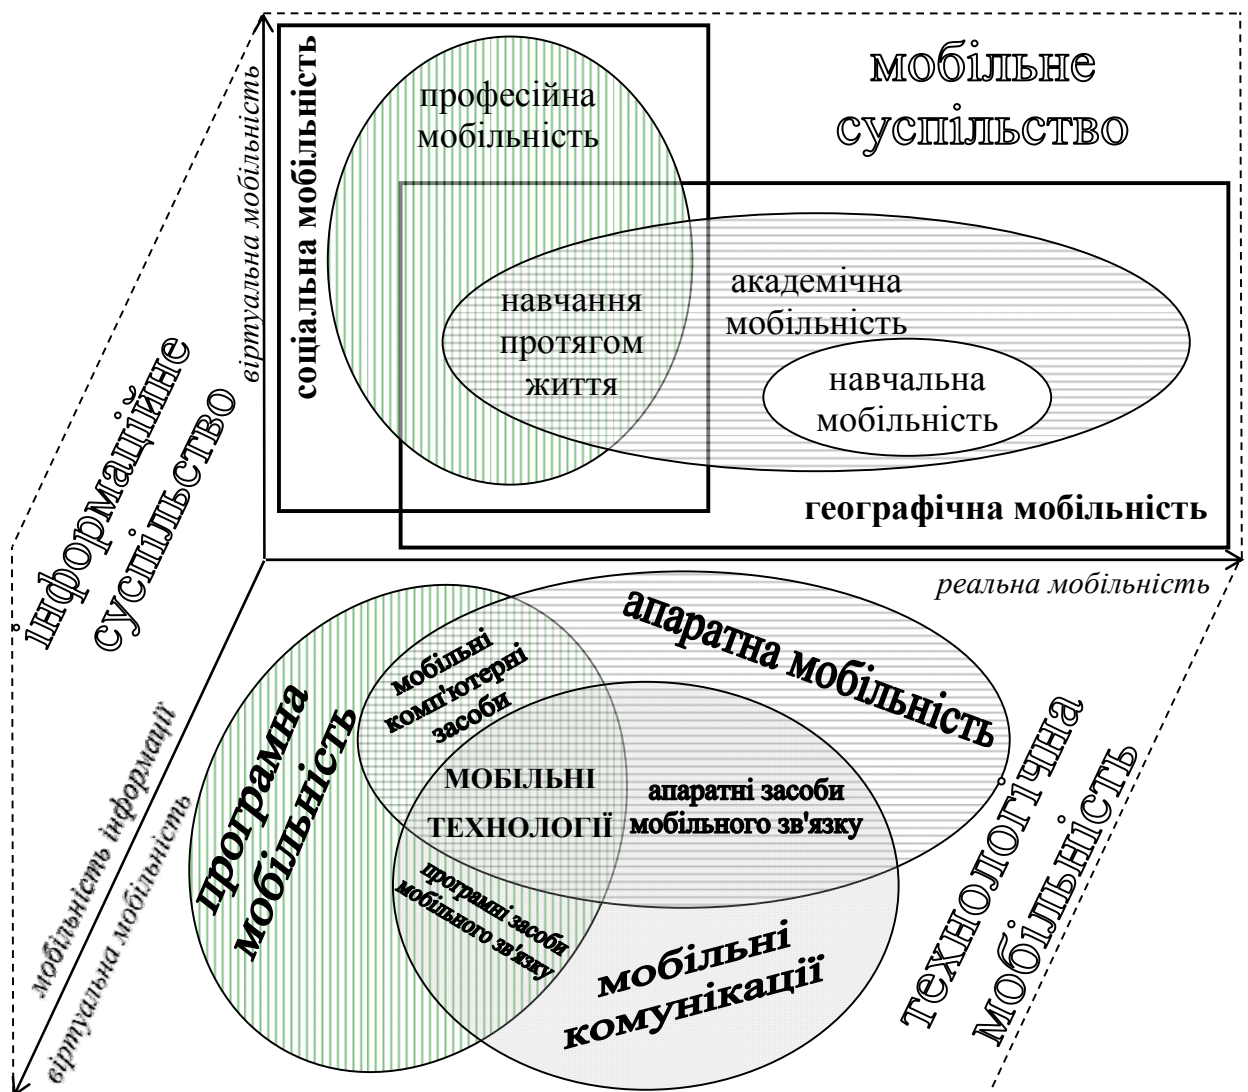 мобільне
суспільство
віртуальна мобільність
соціальна мобільність
професійна
мобільність
навчання
протягом
життя
академічна
мобільність
навчальна
мобільність
географічна мобільність
реальна мобільність
інформаційне
суспільство
мобільність інформації
віртуальна мобільність
програмна
мобільність
апаратна мобільність
мобільні
комп'ютерні
засоби
МОБІЛЬНІ
ТЕХНОЛОГІЇ
апаратні засоби
мобільного зв'язку
програмні засоби
мобільного зв'язку
мобільні
комунікації
технологічна
мобільність